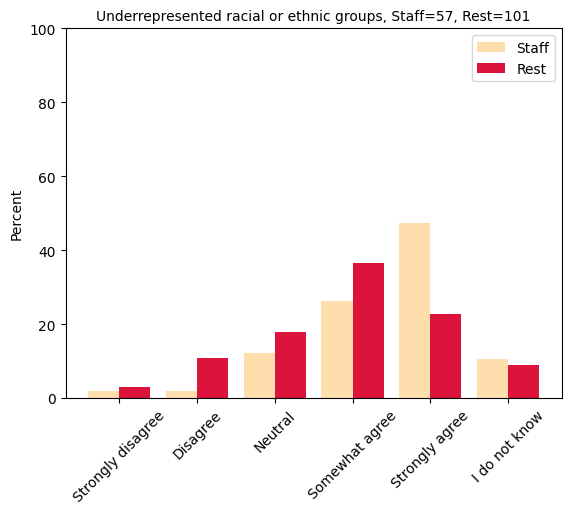 Underrepresented racial or ethnic groups, Staff=57, Rest=101
Staff
Rest
Percent
100
80
60
40
20
0
Strongly disagree
Disagree
Neutral
Somewhat agree
Strongly agree
I do not know